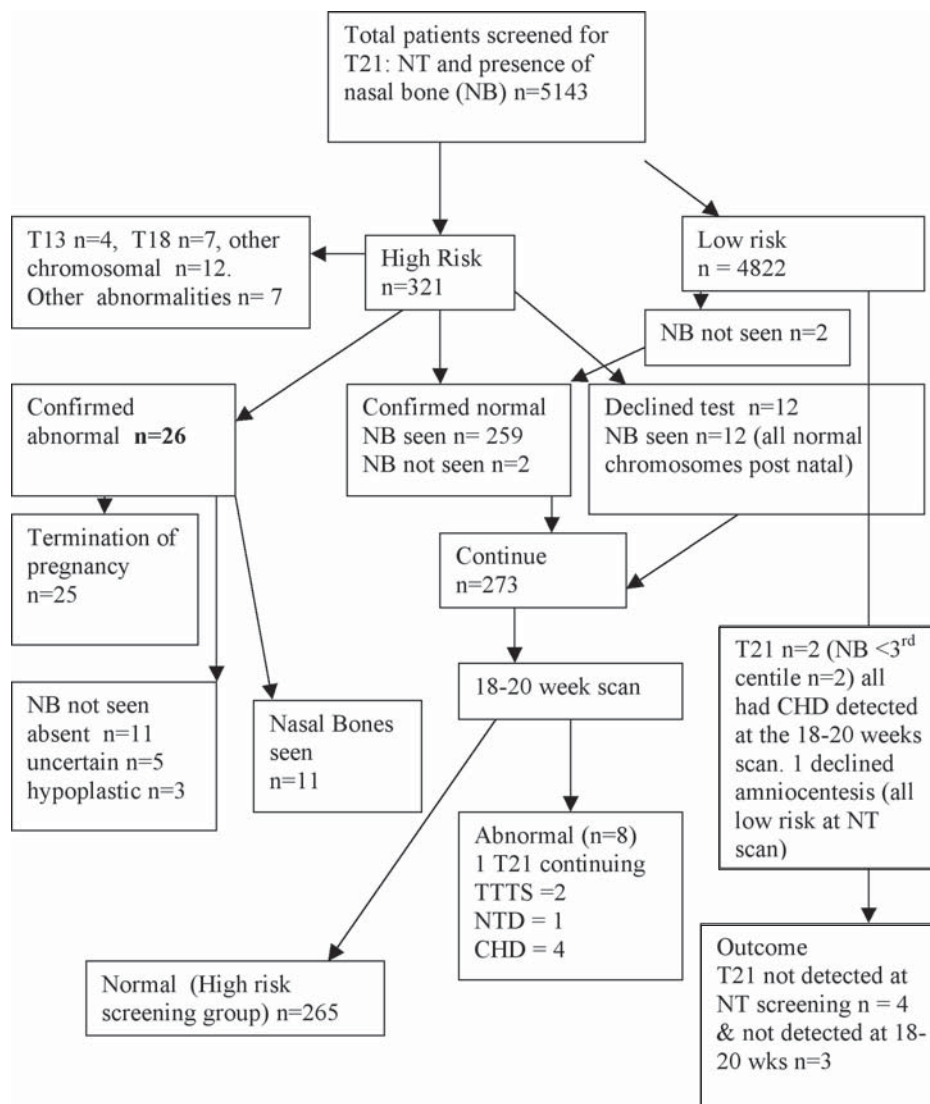 Total patients screened for
T21: NT and presence of
nasal bone (NB) n=5143
T13 n=4, T18 n=7, other
chromosomal n=12.
Other abnormalities n= 7
High Risk
n=321
Low risk
n = 4822
NB not seen n=2
Confirmed
abnormal n=26
Confirmed normal
NB seen n= 259
NB not seen n=2
Declined test n=12
NB seen n=12 (all normal
chromosomes post natal)
Termination of
pregnancy
n=25
Continue
n=273
NB not seen
absent n=11
uncertain n=5
hypoplastic n=3
Nasal Bones
seen
n=11
18-20 week scan
T21 n=2 (NB <3rd
centile n=2) all
had CHD detected
at the 18-20 weeks
scan. 1 declined
amniocentesis (all
low risk at NT
scan)
Abnormal (n=8)
1 T21 continuing
TTTS =2
NTD = 1
CHD = 4
Normal (High risk
screening group) n=265
Outcome
T21 not detected at
NT screening n = 4
& not detected at 18-
20 wks n=3